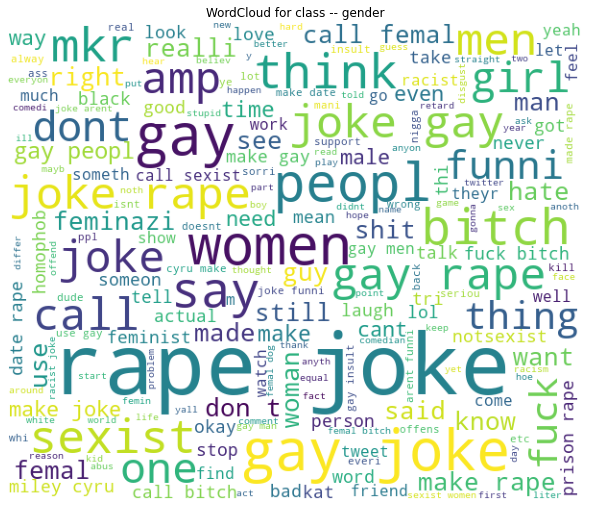 WordCloud for class -- gender
way mkr look love call femal men yeah
real new better y hard guess straight two let
alway hear believ lot insult disgust feel
everyon ass put realli right amp think take girl
comedi joke arent happen make date told go even racist
much black good time joke gay man
ill stupid ye mani retard year ask comp
dont gay see work support anyon nigga got made rape
gay peopl make gay male read play funni never
mayb someth call sexist sorri peopl didnt wrong name thi twitter
joke rape isnt noth boy part hope theyr hate
differ homophob feminazi need mean shit game sex anoth
offend ppl show doesnt women gay men talk fuck bitch bitch
joke someon cyru make thought guy back tri seriou kill face
dude tell say m joke funni laugh gay rape well
date rape call actual still lol thing
use use gay feminist made make cant point notsexist
problem start watch thank comedian keep want
racist joke rape joke anyth gay insult arent funni yet racism
around femin femal dog equal woman hoe
make joke life fact said come know fuck prison rape
white world yall don t person offens
whi sexist okay comment gay man femal bitch day etc
reason kid stop tweet everi gay joke
femal abus one find word make rape
miley cyru call bitch act bad kat friend sexist women first liter